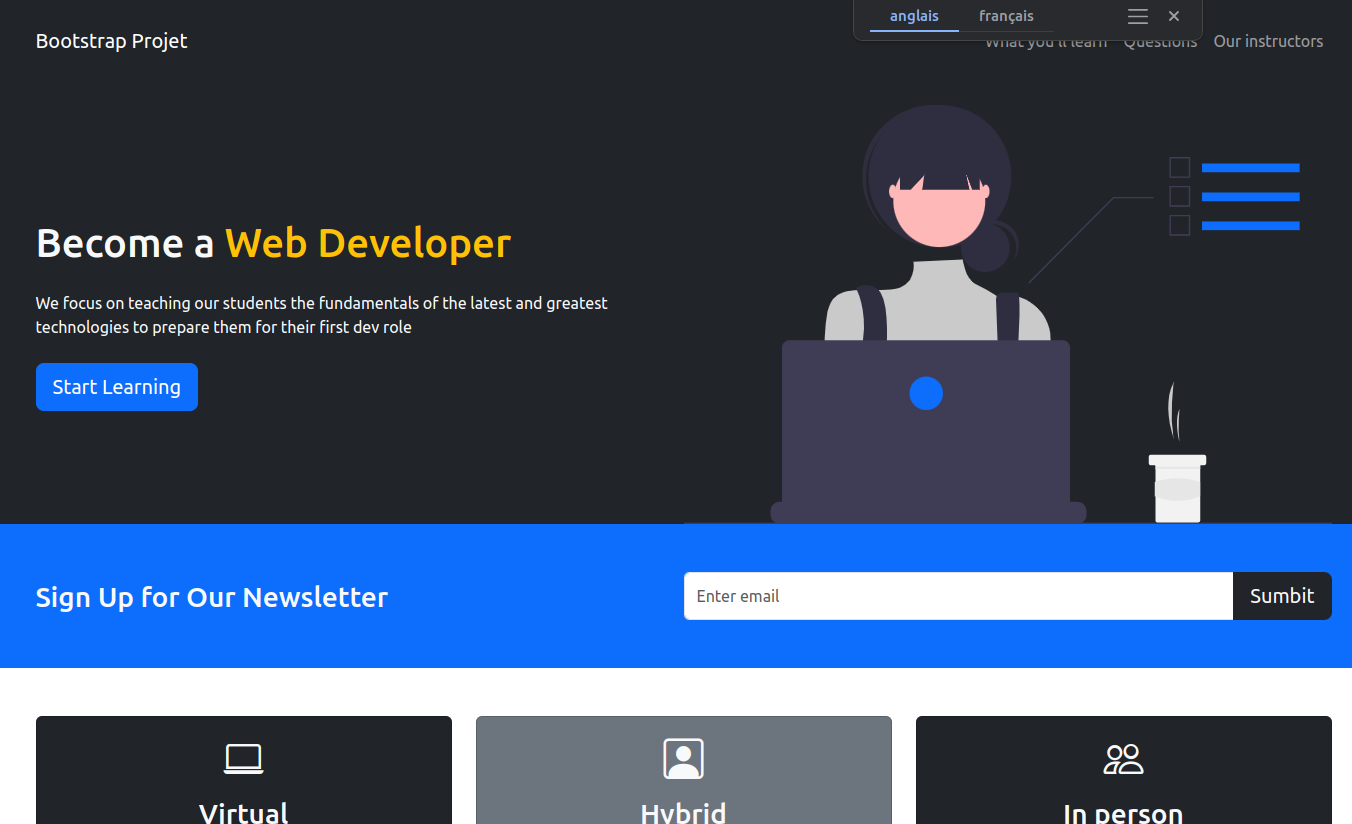 anglais français
Bootstrap Projet
What you'll learn Questions Our instructors
Become a Web Developer
We focus on teaching our students the fundamentals of the latest and greatest
technologies to prepare them for their first dev role
Start Learning
Sign Up for Our Newsletter
Enter email
Sumbit
Virtual
Hybrid
In person